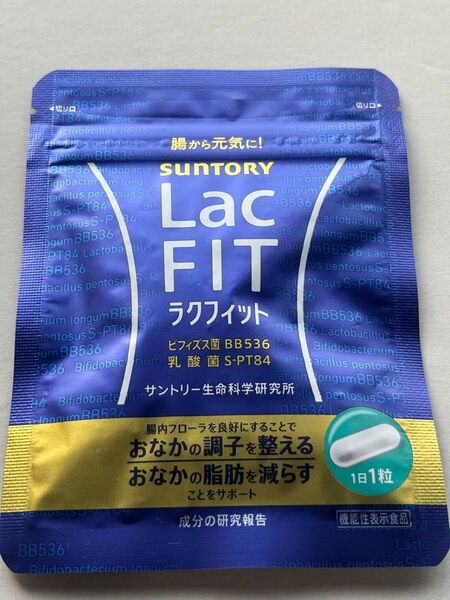 切り口
切り口
腸から元気に!
SUNTORY
Lac
FIT
ラクフィット
ビフィズス菌 BB536
乳酸菌 S-PT84
サントリー生命科学研究所
腸内フローラを良好にすることで
おなかの調子を整える
おなかの脂肪を減らす
ことをサポート
1日1粒
成分の研究報告
機能性表示食品
BB536
Lacto
Bifidobacterium longum